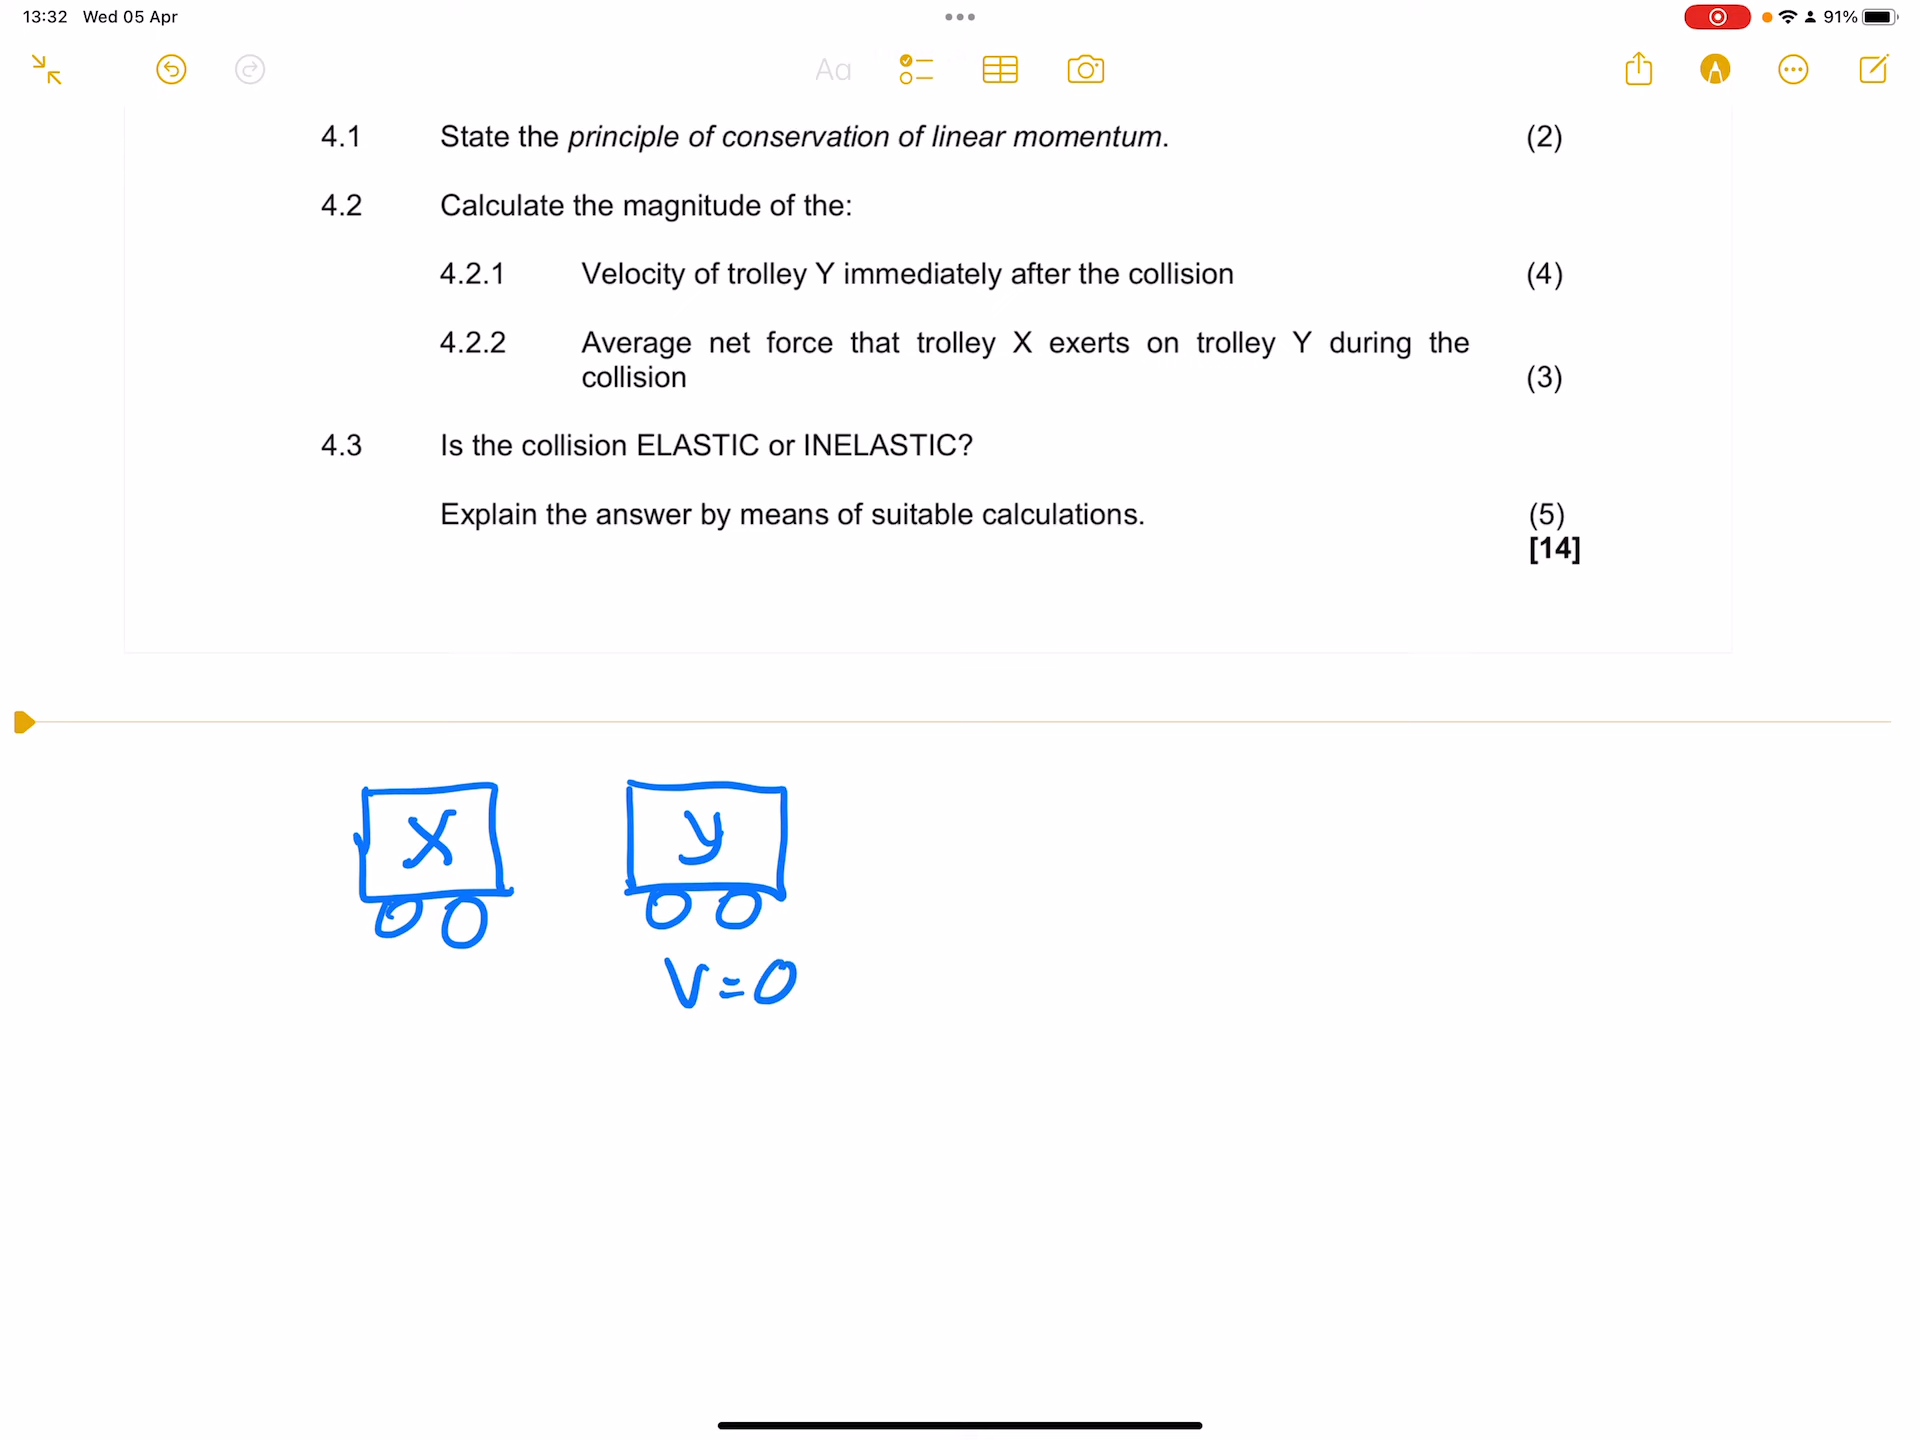 13:32 Wed 05 Apr
91%
Aa
4.1 State the principle of conservation of linear momentum. (2)
4.2 Calculate the magnitude of the:
4.2.1 Velocity of trolley Y immediately after the collision (4)
4.2.2 Average net force that trolley X exerts on trolley Y during the
collision (3)
4.3 Is the collision ELASTIC or INELASTIC?
Explain the answer by means of suitable calculations. (5)
[14]
X y
V=0